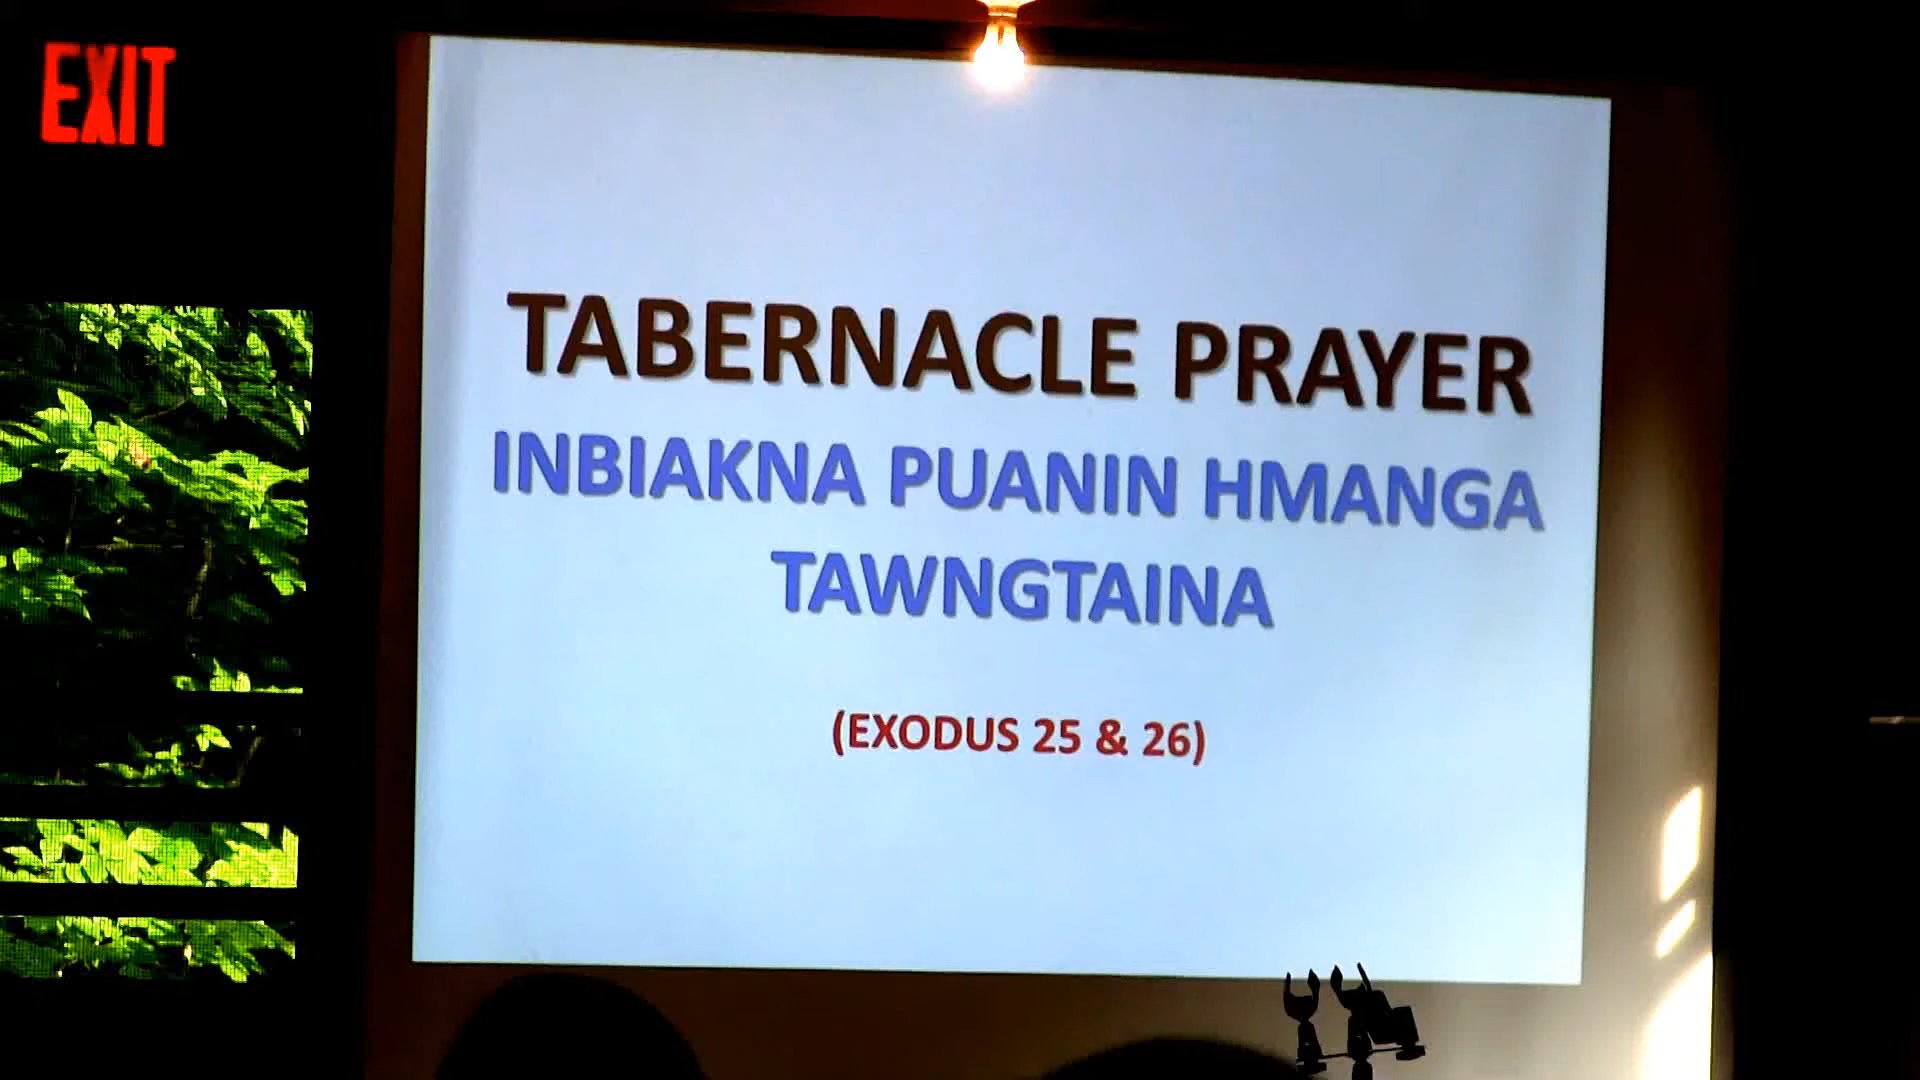 EXIT
TABERNACLE PRAYER
INBIAKNA PUANIN HMANGA
TAWNGTAINA
(EXODUS 25 & 26)